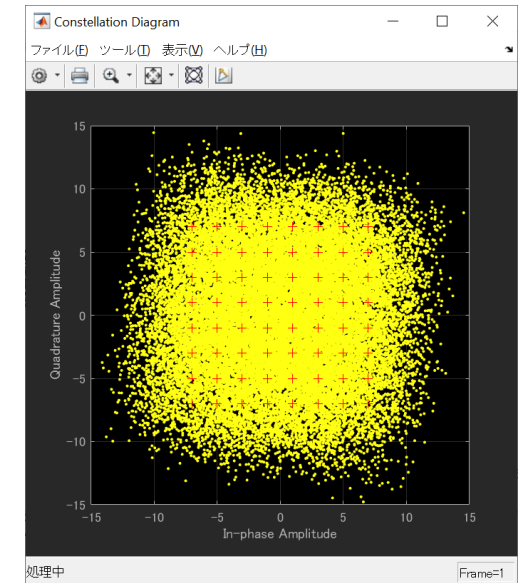 Constellation Diagram
ファイル(F) ツール(T) 表示(V) ヘルプ(H)
15
10
5
0
-5
-10
-15
Quadrature Amplitude
-15 -10 -5 0 5 10 15
In-phase Amplitude
処理中 Frame=1